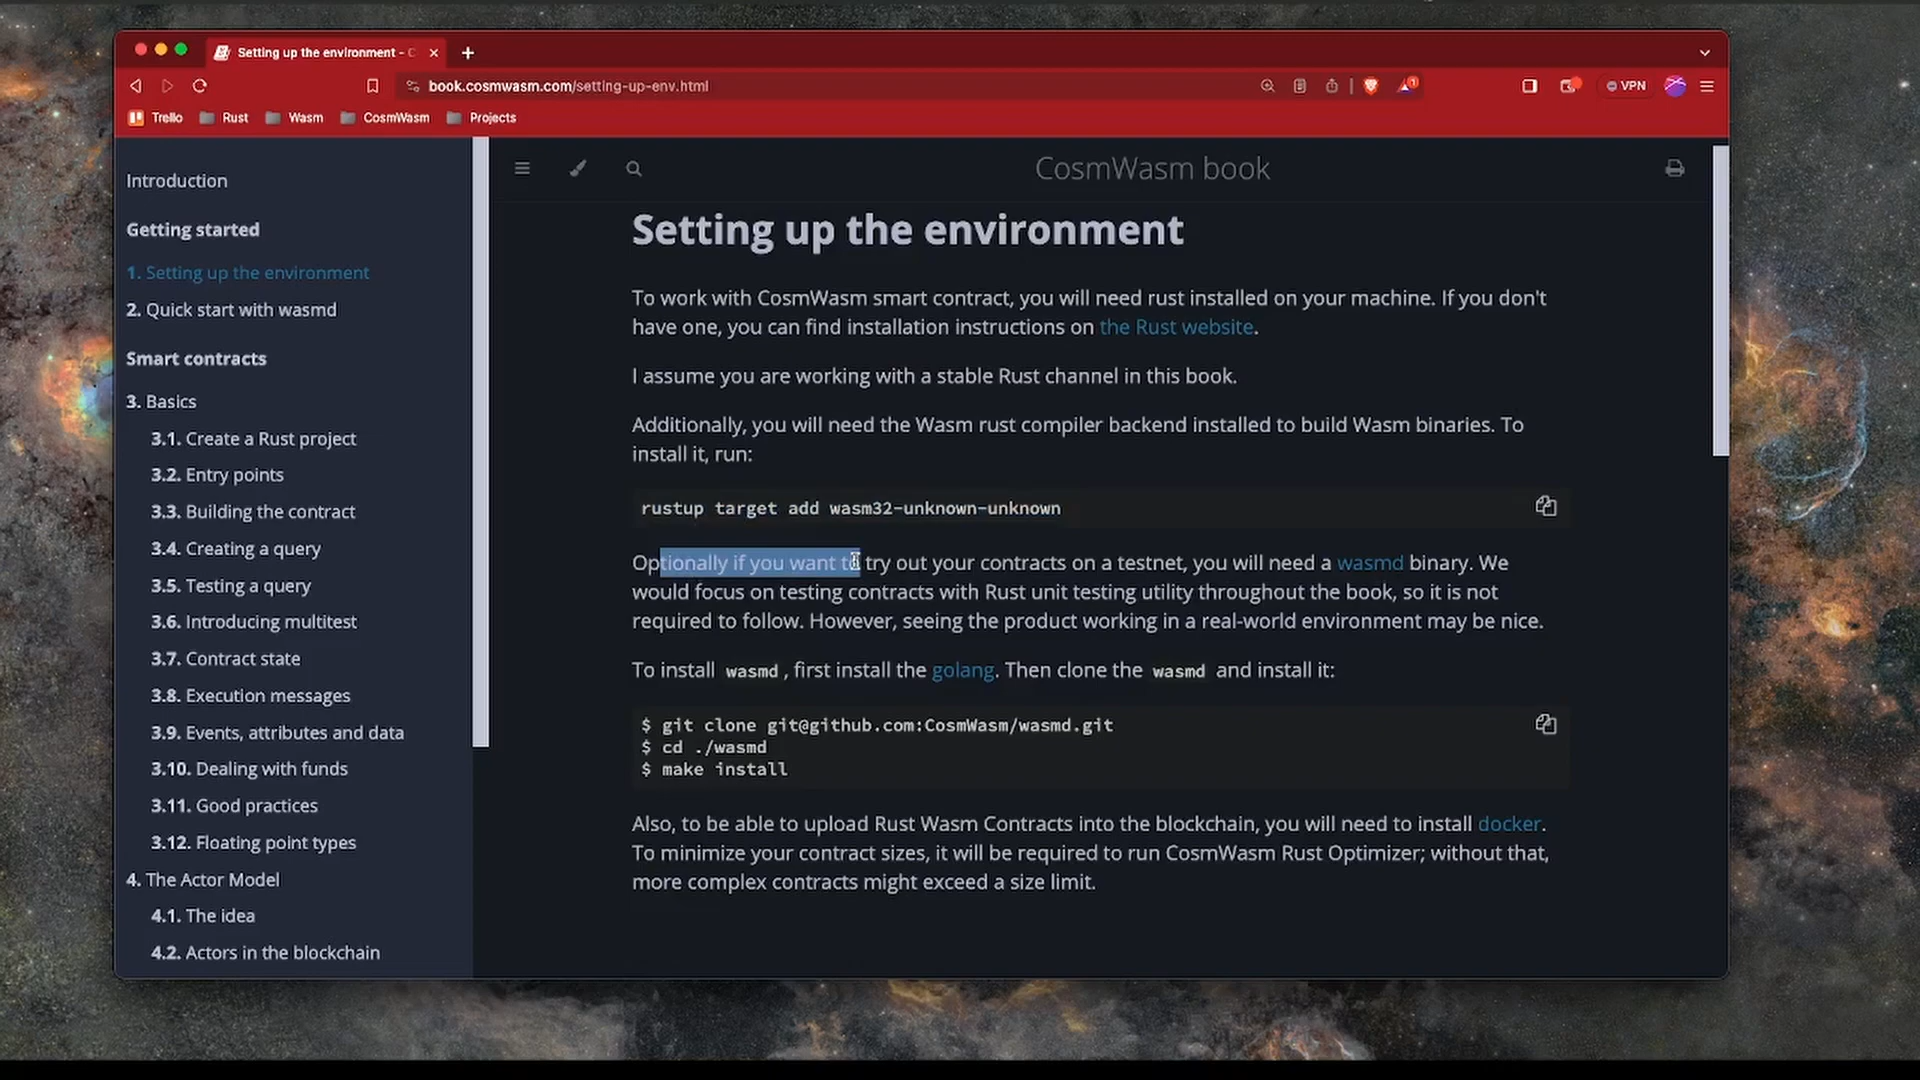 Setting up the environment - C
book.cosmwasm.com/setting-up-env.html
1
VPN
Trello
Rust
Wasm
CosmWasm
Projects
Introduction
Getting started
1. Setting up the environment
2. Quick start with wasmd
Smart contracts
3. Basics
3.1. Create a Rust project
3.2. Entry points
3.3. Building the contract
3.4. Creating a query
3.5. Testing a query
3.6. Introducing multitest
3.7. Contract state
3.8. Execution messages
3.9. Events, attributes and data
3.10. Dealing with funds
3.11. Good practices
3.12. Floating point types
4. The Actor Model
4.1. The idea
4.2. Actors in the blockchain
CosmWasm book
Setting up the environment
To work with CosmWasm smart contract, you will need rust installed on your machine. If you don't
have one, you can find installation instructions on the Rust website.
I assume you are working with a stable Rust channel in this book.
Additionally, you will need the Wasm rust compiler backend installed to build Wasm binaries. To
install it, run:
rustup target add wasm32-unknown-unknown
Optionally if you want to try out your contracts on a testnet, you will need a wasmd binary. We
would focus on testing contracts with Rust unit testing utility throughout the book, so it is not
required to follow. However, seeing the product working in a real-world environment may be nice.
To install wasmd, first install the golang. Then clone the wasmd and install it:
$ git clone git@github.com:CosmWasm/wasmd.git
$ cd ./wasmd
$ make install
Also, to be able to upload Rust Wasm Contracts into the blockchain, you will need to install docker.
To minimize your contract sizes, it will be required to run CosmWasm Rust Optimizer; without that,
more complex contracts might exceed a size limit.